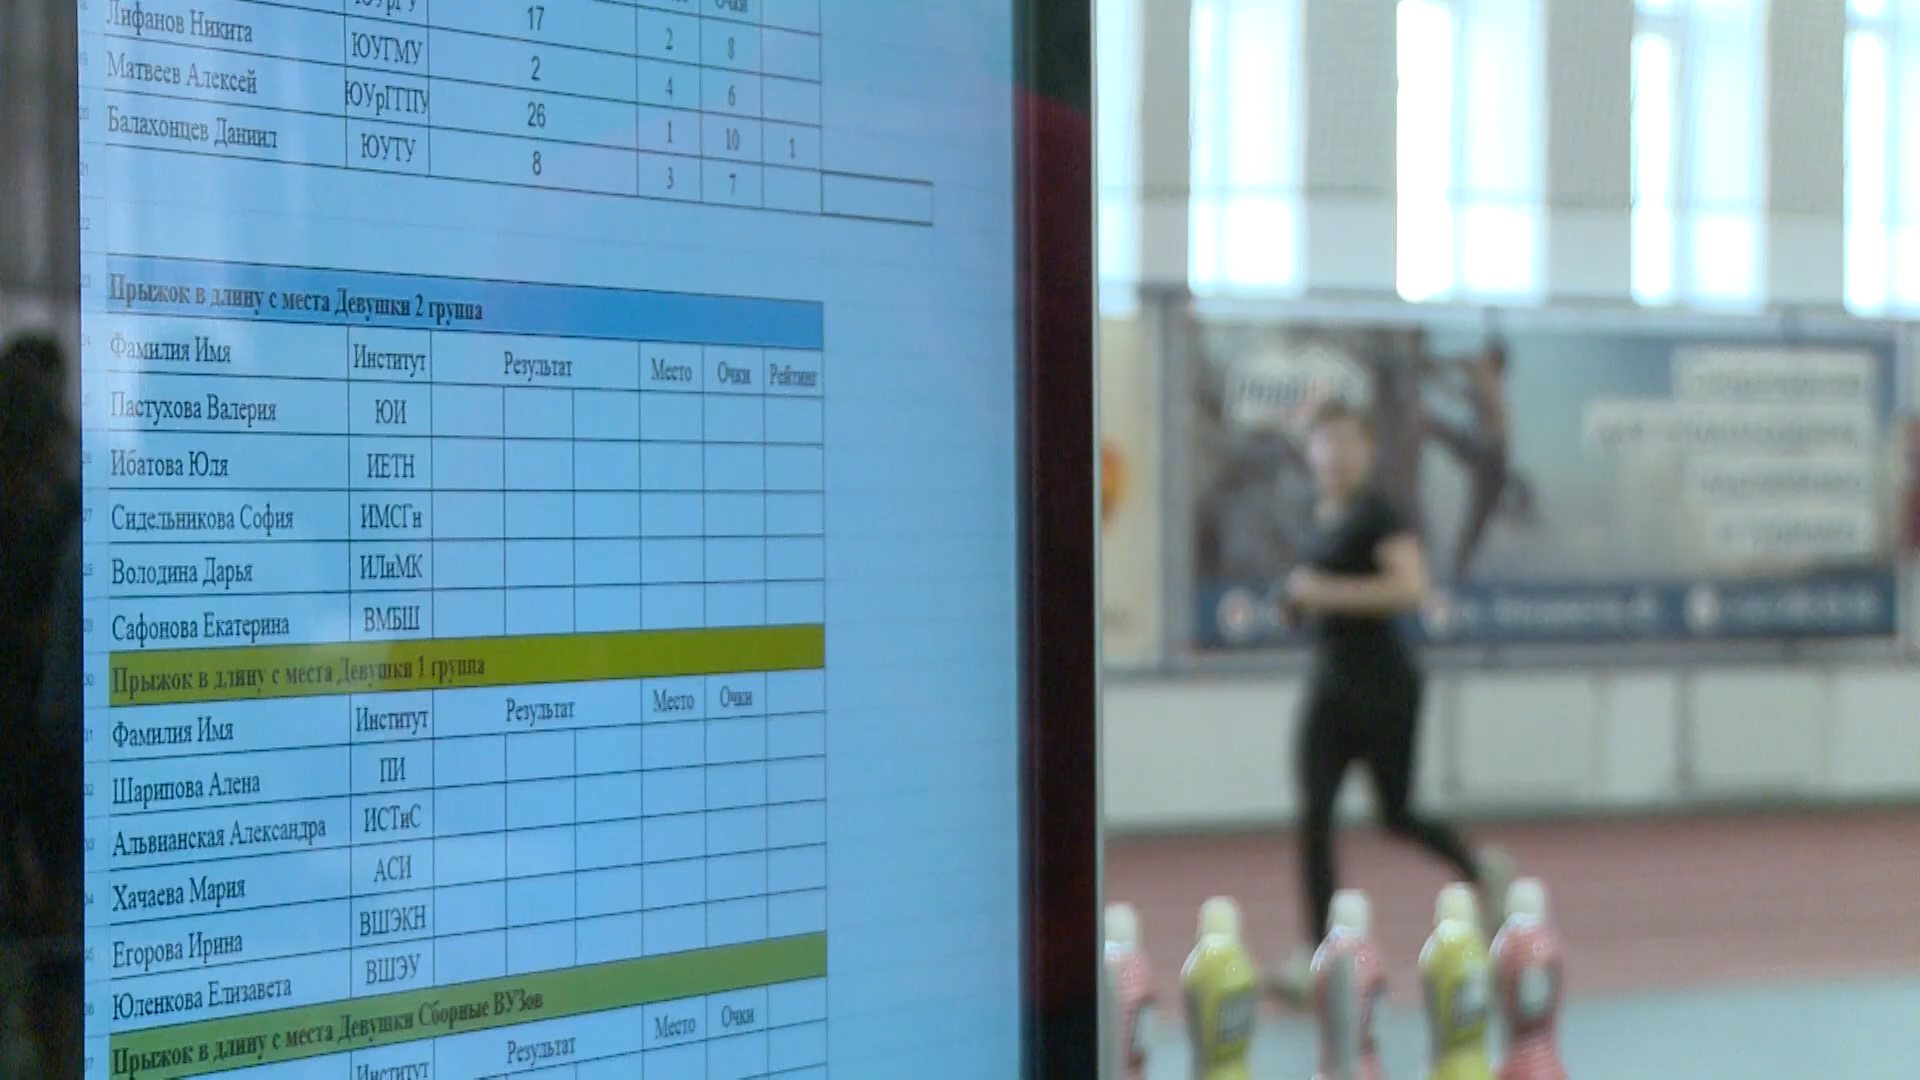 Лифанов Никита ЮУГМУ 17 2 8
Матвеев Алексей ЮУрГГПУ 2 4 6
Балахонцев Даниил ЮУТУ 26 1 10 1
8 3 7
Прыжок в длину с места Девушки 2 группа
Фамилия Имя Институт Результат Место Очки Рейтинг
Пастухова Валерия ЮИ
Ибатова Юля ИЕТН
Сидельникова София ИМСГн
Володина Дарья ИЛиМК
Сафонова Екатерина ВМБШ
Прыжок в длину с места Девушки 1 группа
Фамилия Имя Институт Результат Место Очки
Шарипова Алена ПИ
Альвианская Александра ИСТиС
Хачаева Мария АСИ
Егорова Ирина ВШЭКН
Юленкова Елизавета ВШЭУ
Прыжок в длину с места Девушки Сборные ВУЗов
Институт Результат Место Очки